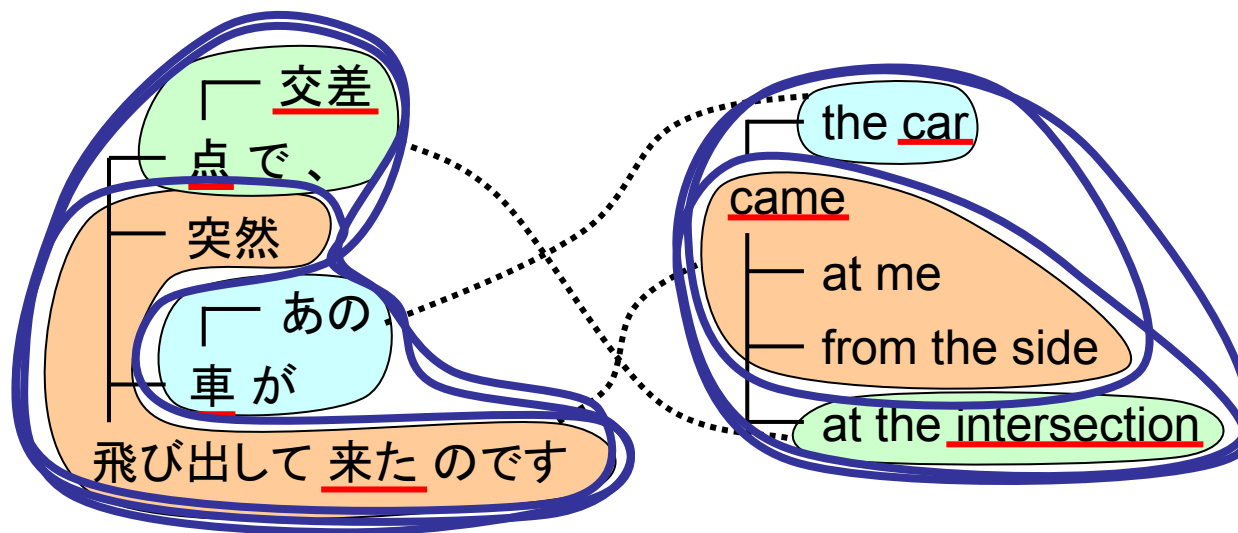 交差
点 で 、
突然
あの
車 が
飛び出して 来た のです
the car
came
at me
from the side
at the intersection